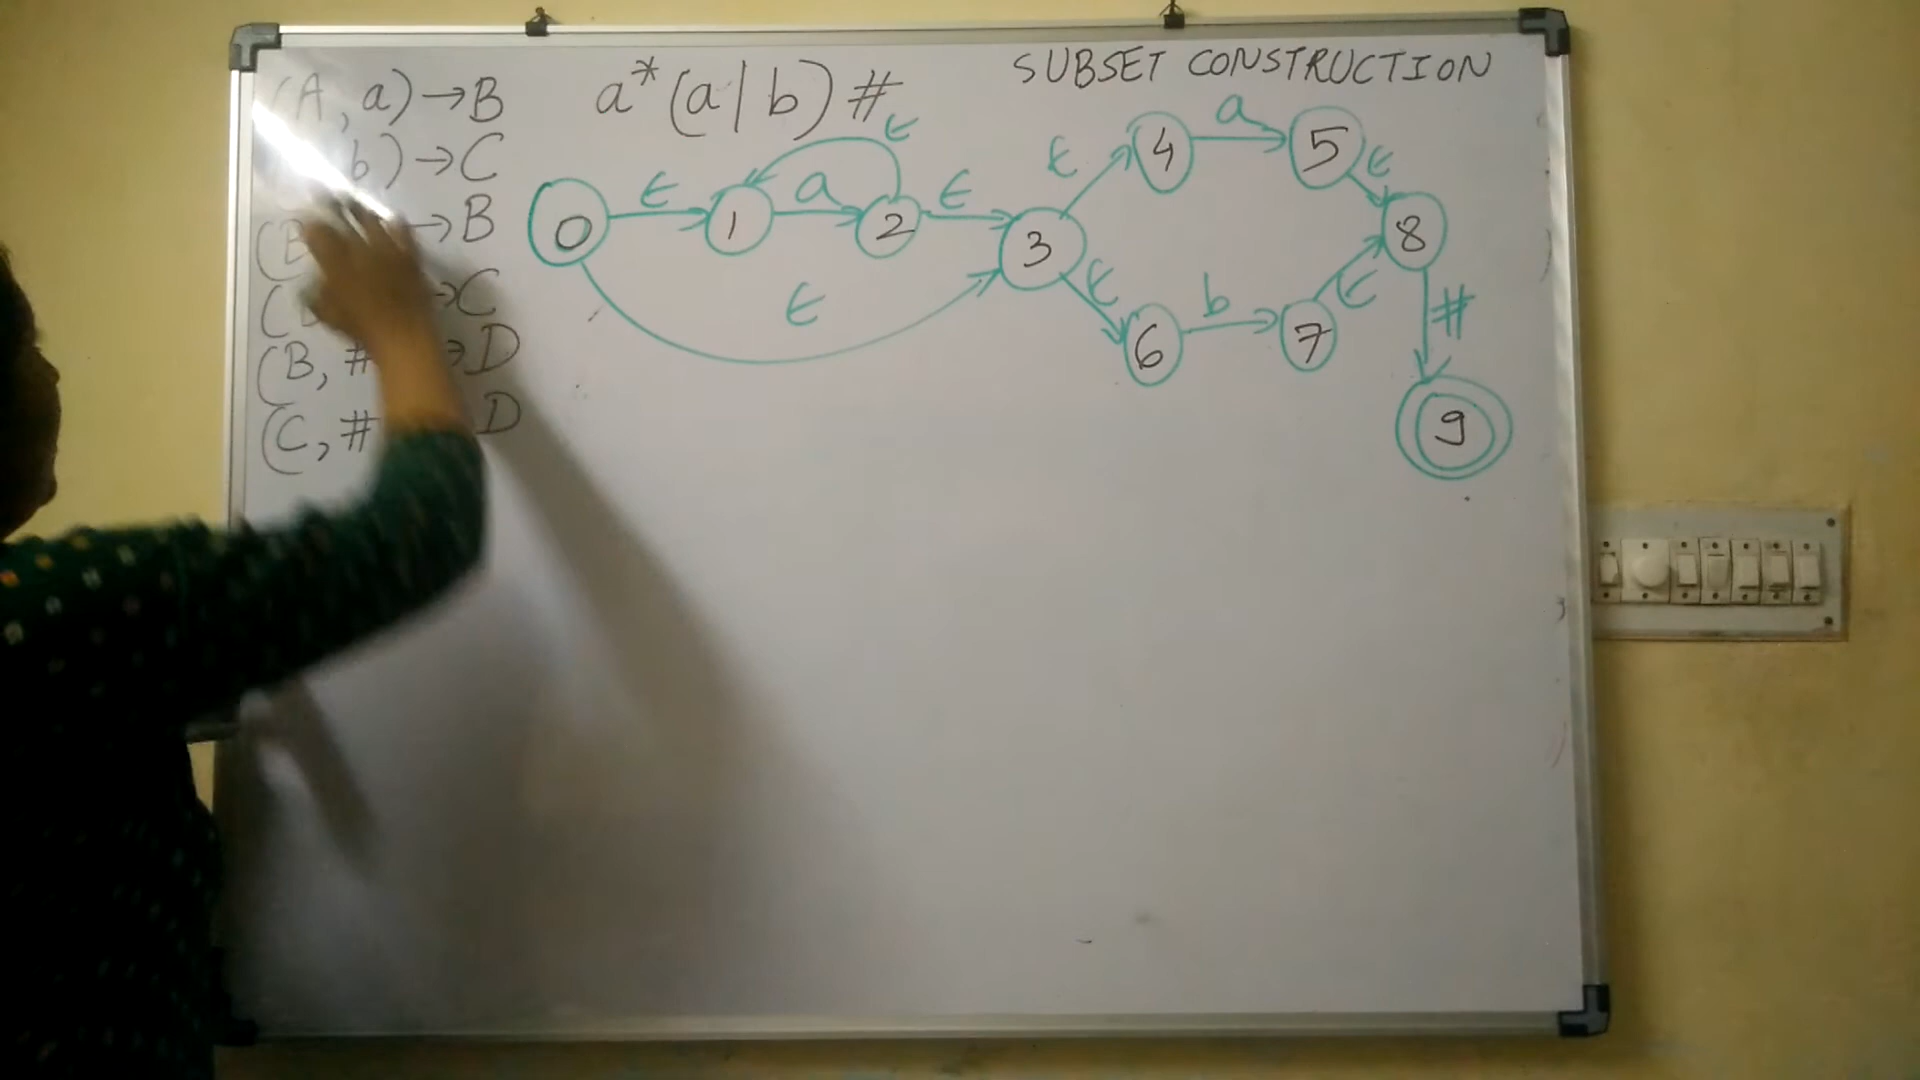 SUBSET CONSTRUCTION
a*(a|b)#
(A, a)→B
b)→C
(B →B
( →C
(B, # →D
(C, # D
0 ϵ 1 a 2 ϵ 3 ϵ 4 a 5 ϵ 8
ϵ
ϵ
ϵ 6 b 7 ϵ
#
9